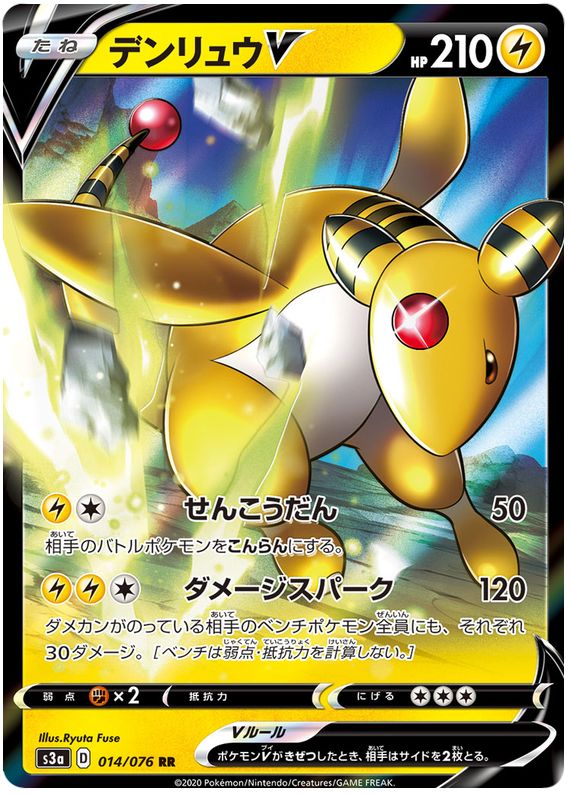 たね デンリュウV HP210
せんこうだん 50
相手のバトルポケモンをこんらんにする。
ダメージスパーク 120
ダメカンがのっている相手のベンチポケモン全員にも、それぞれ
30ダメージ。[ベンチは弱点・抵抗力を計算しない。]
弱点 ×2 抵抗力 にげる
Illus.Ryuta Fuse
Vルール
s3a D 014/076 RR
ポケモンVがきぜつしたとき、相手はサイドを2枚とる。
©2020 Pokémon/Nintendo/Creatures/GAME FREAK.